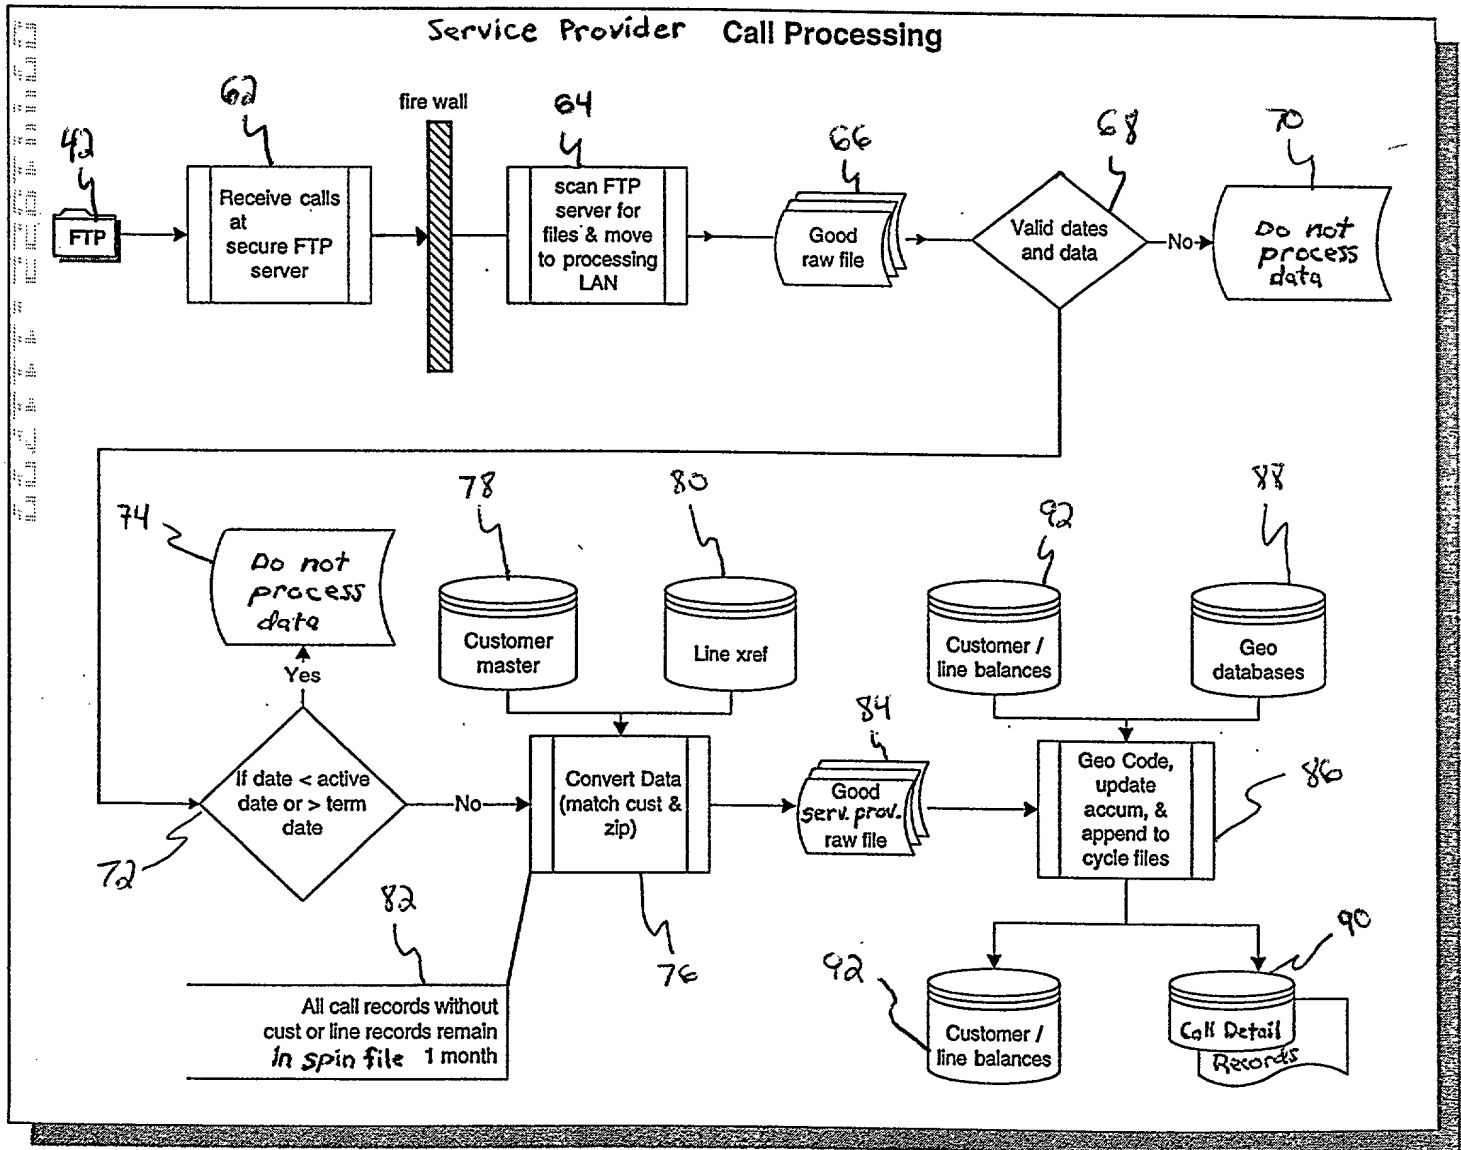 Service Provider Call Processing
62
fire wall
64
42
66
68
70
FTP
Receive calls
at
secure FTP
server
scan FTP
server for
files & move
to processing
LAN
Good
raw file
Valid dates
and data
No
Do not
process
data
74
78
80
92
88
Do not
process
data
Yes
Customer
master
Line xref
Customer /
line balances
Geo
databases
84
If date < active
date or > term
date
No
Convert Data
(match cust &
zip)
Good
serv. prov.
raw file
Geo Code,
update
accum, &
append to
cycle files
86
72
82
76
92
90
All call records without
cust or line records remain
in spin file 1 month
Customer /
line balances
Call Detail
Records